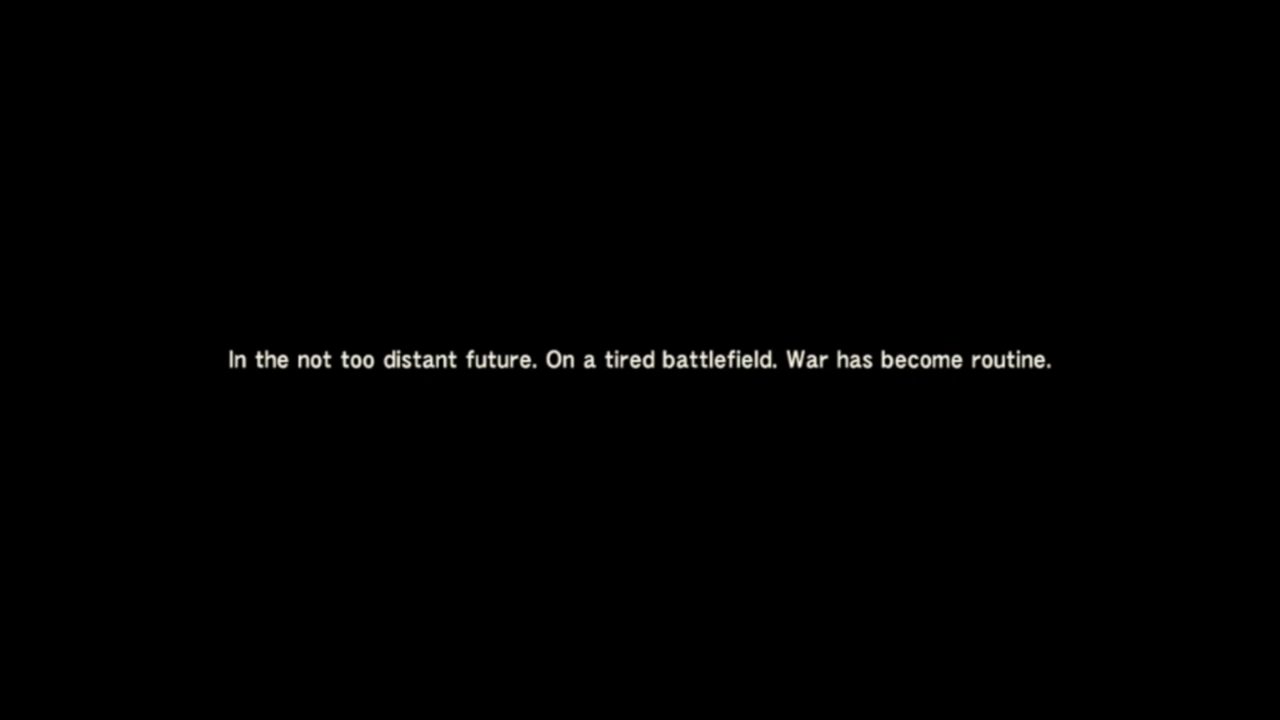 In the not too distant future. On a tired battlefield. War has become routine.